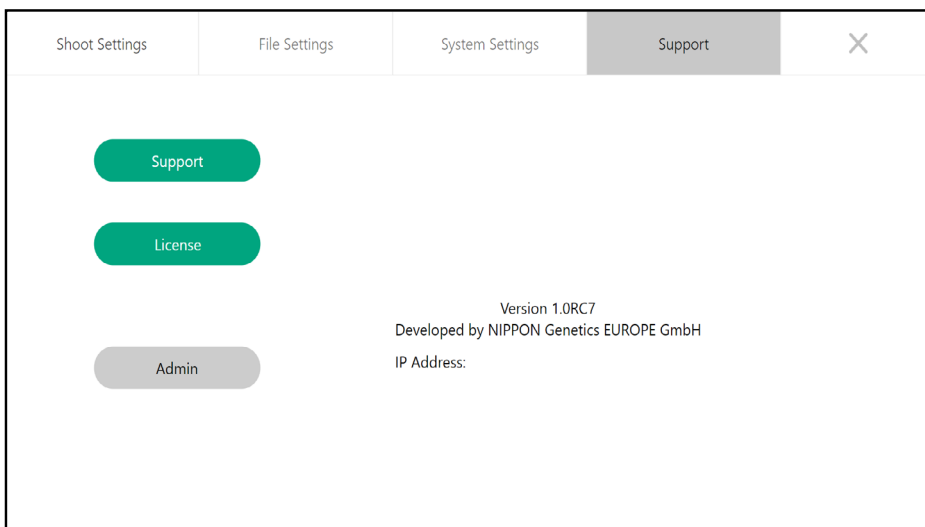 Shoot Settings
File Settings
System Settings
Support
Support
License
Version 1.0RC7
Developed by NIPPON Genetics EUROPE GmbH
Admin
IP Address: